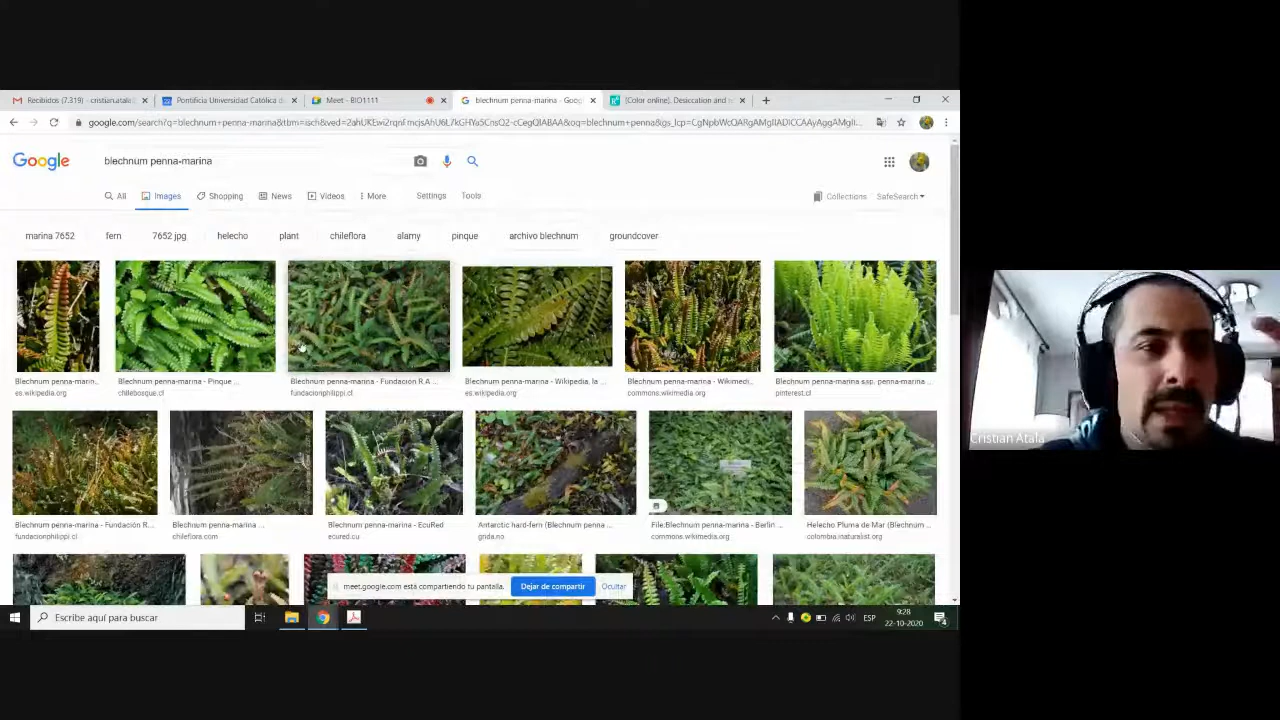 Recibidos (7.319) - cristian.atala@
Pontificia Universidad Católica d
Meet - BIO1111
blechnum penna-marina - Goog
(Color online). Desiccation and re
Google
blechnum penna-marina
All
Images
Shopping
News
Videos
More
Settings
Tools
Collections
SafeSearch
marina 7652
fern
7652 jpg
helecho
plant
chileflora
alamy
pinque
archivo blechnum
groundcover
Blechnum penna-marin...
es.wikipedia.org
Blechnum penna-marina - Pinque ...
chilebosque.cl
Blechnum penna-marina - Fundación R.A ...
fundacionphilippi.cl
Blechnum penna-marina - Wikipedia, la ...
es.wikipedia.org
Blechnum penna-marina - Wikimedi...
commons.wikimedia.org
Blechnum penna-marina ssp. penna-marina ...
pinterest.cl
Blechnum penna-marina - Fundación R...
fundacionphilippi.cl
Blechnum penna-marina ...
chileflora.com
Blechnum penna-marina - EcuRed
ecured.cu
Antarctic hard-fern (Blechnum penna ...
grida.no
File:Blechnum penna-marina - Berlin ...
commons.wikimedia.org
Helecho Pluma de Mar (Blechnum ...
colombia.inaturalist.org
meet.google.com está compartiendo tu pantalla.
Dejar de compartir
Ocultar
Escribe aquí para buscar
ESP
9:28
22-10-2020
4
Cristian Atala